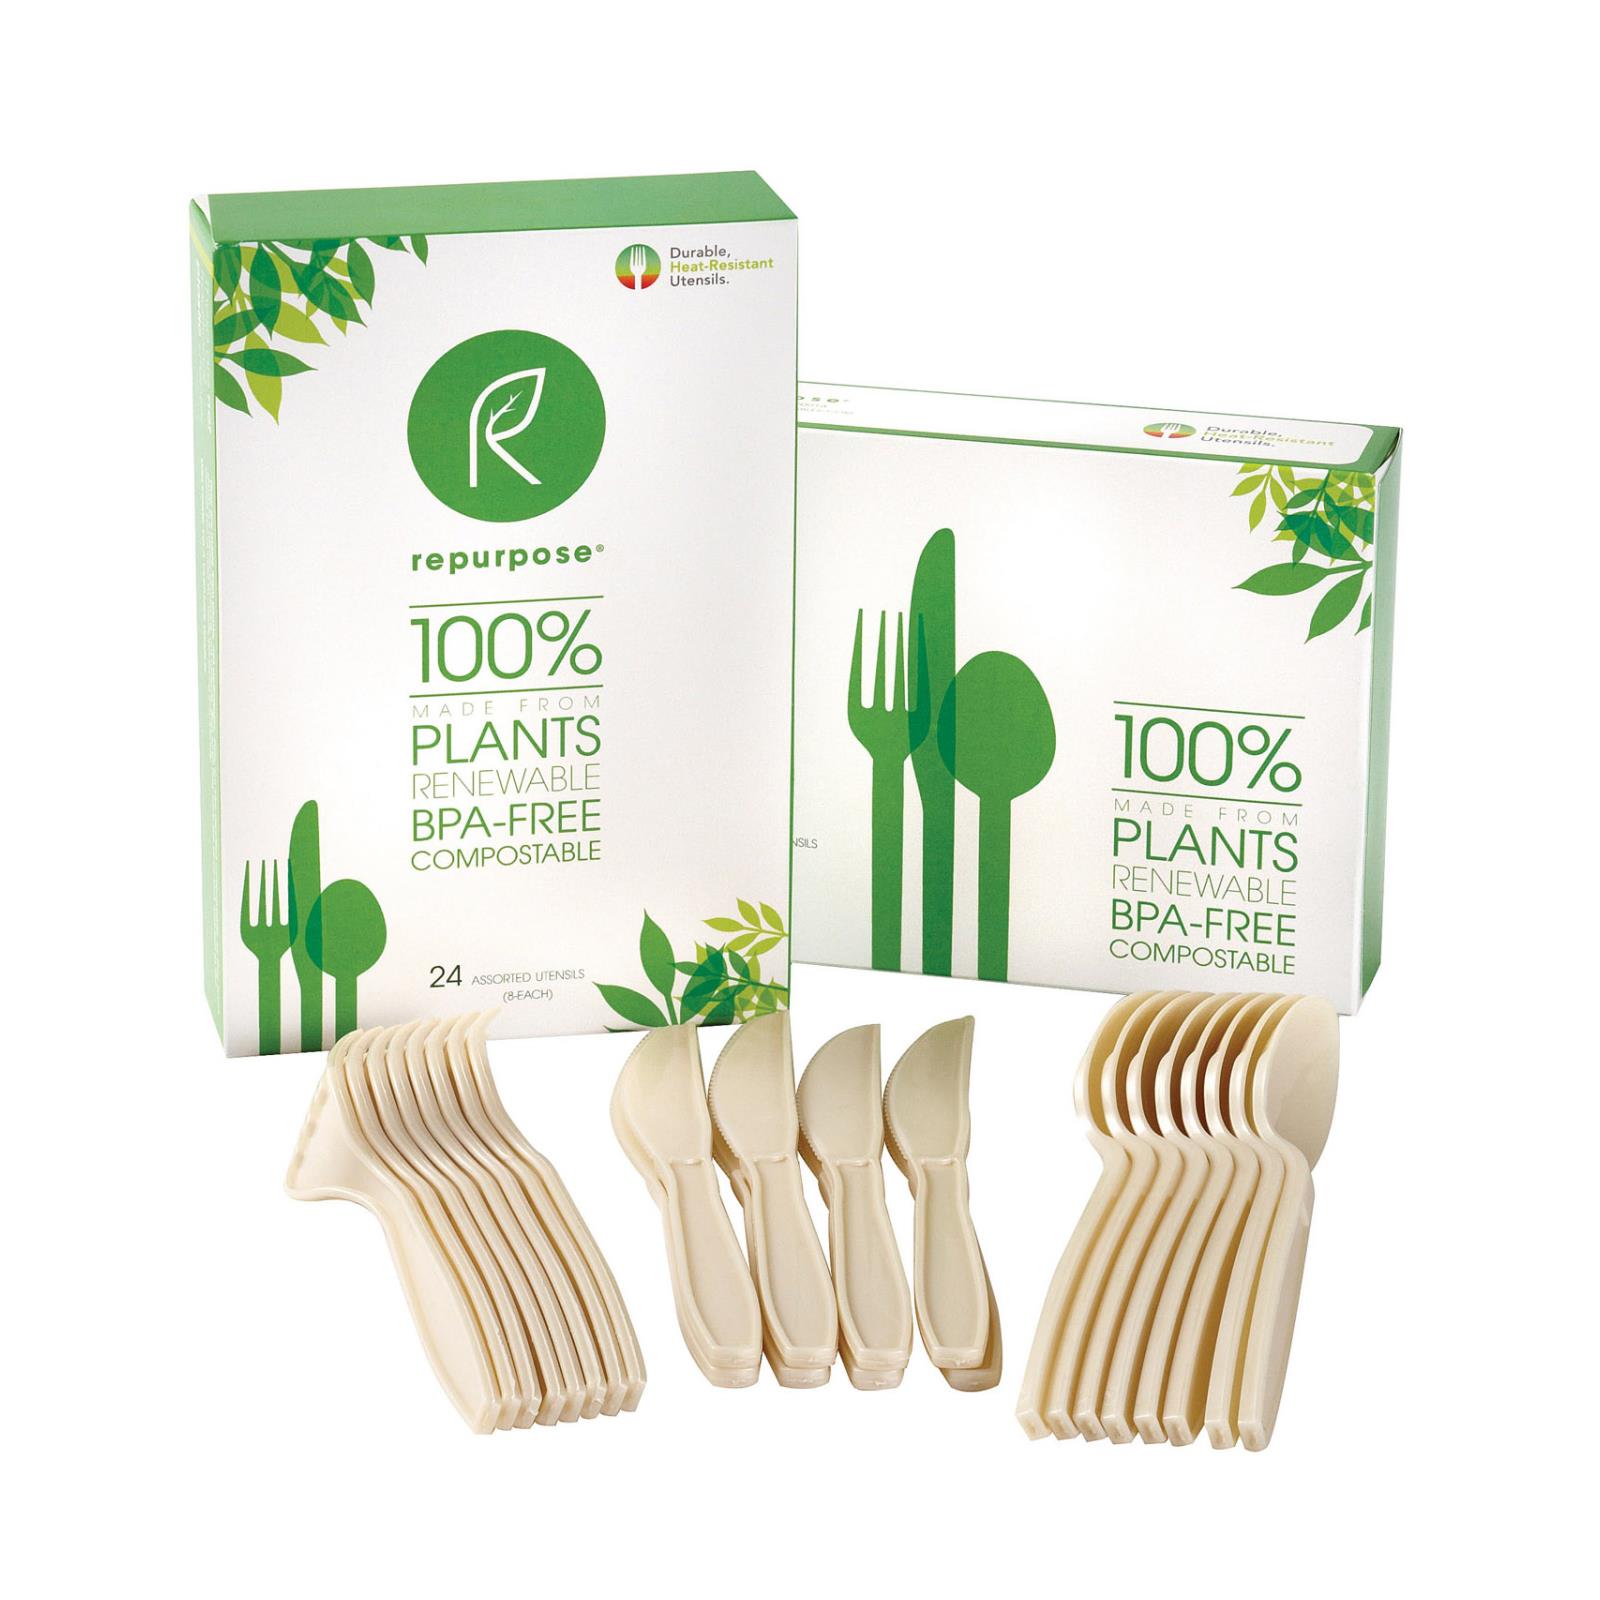 Durable,
Heat-Resistant
Utensils.
repurpose®
100%
MADE FROM
PLANTS
RENEWABLE
BPA-FREE
COMPOSTABLE
24 ASSORTED UTENSILS
(8-EACH)
Durable,
Heat-Resistant
Utensils.
100%
MADE FROM
PLANTS
RENEWABLE
BPA-FREE
COMPOSTABLE